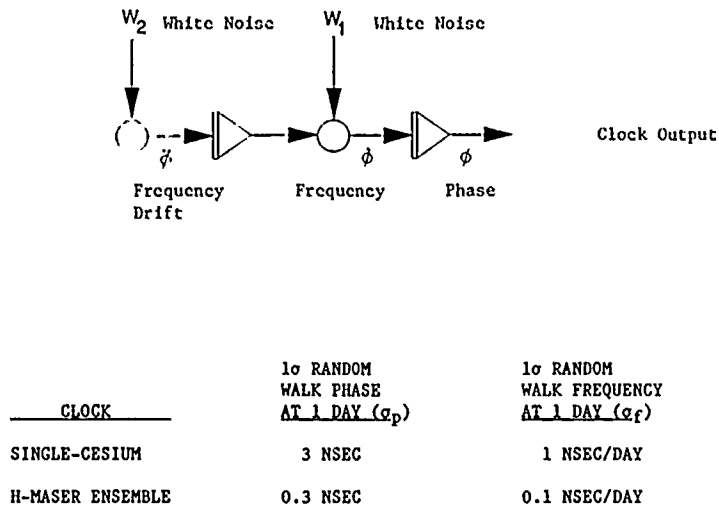 W2 White Noise W1 White Noise
φ̈ φ̇ φ Clock Output
Frequency Frequency Phase
Drift
1σ RANDOM 1σ RANDOM
WALK PHASE WALK FREQUENCY
CLOCK AT 1 DAY (σp) AT 1 DAY (σf)
SINGLE-CESIUM 3 NSEC 1 NSEC/DAY
H-MASER ENSEMBLE 0.3 NSEC 0.1 NSEC/DAY